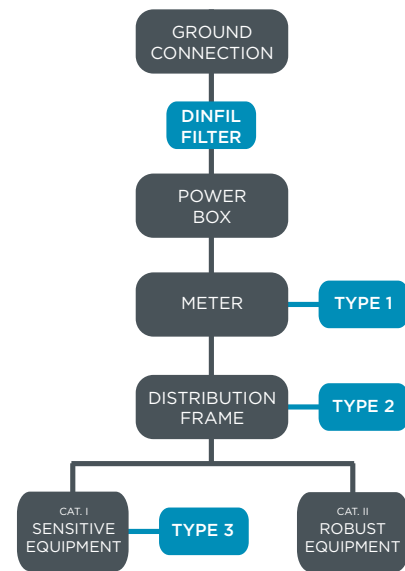 GROUND
CONNECTION
DINFIL
FILTER
POWER
BOX
METER
TYPE 1
DISTRIBUTION
FRAME
TYPE 2
CAT. I
SENSITIVE
EQUIPMENT
TYPE 3
CAT. II
ROBUST
EQUIPMENT